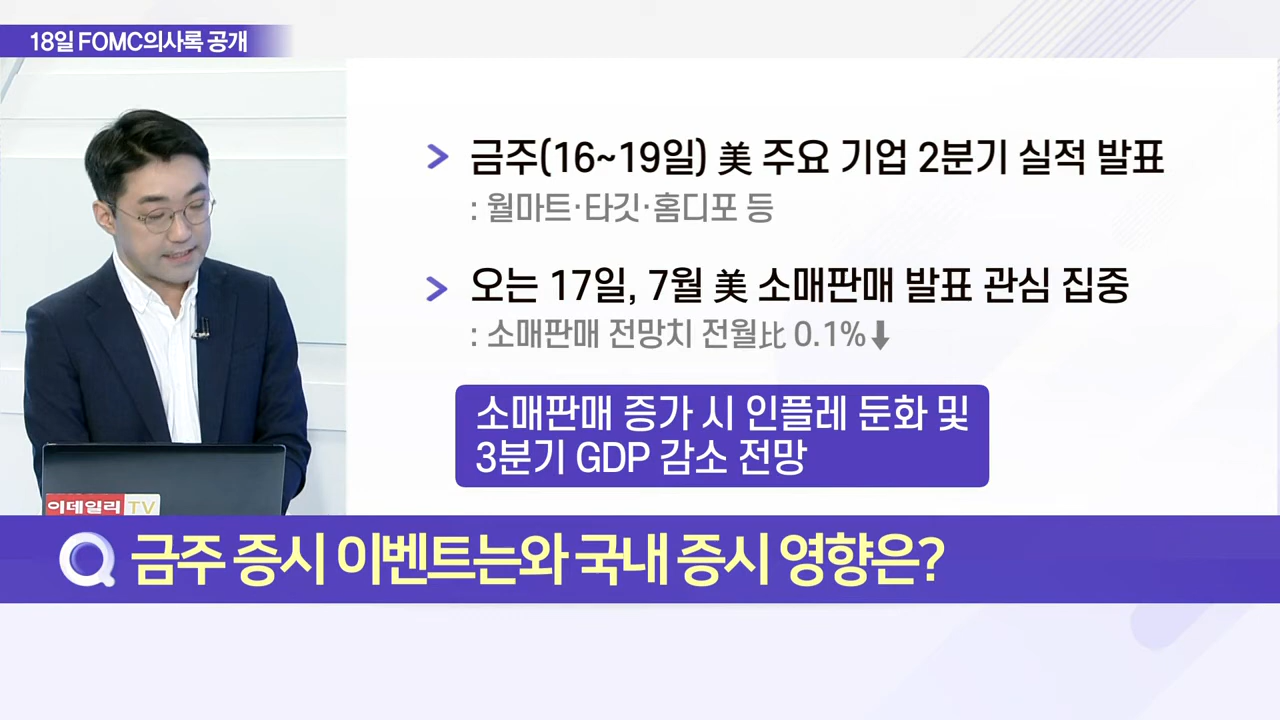 18일 FOMC의사록 공개
금주(16~19일) 美 주요 기업 2분기 실적 발표
: 월마트·타깃·홈디포 등
오는 17일, 7월 美 소매판매 발표 관심 집중
: 소매판매 전망치 전월比 0.1%⬇
소매판매 증가 시 인플레 둔화 및
3분기 GDP 감소 전망
이데일리 TV
Q 금주 증시 이벤트는와 국내 증시 영향은?